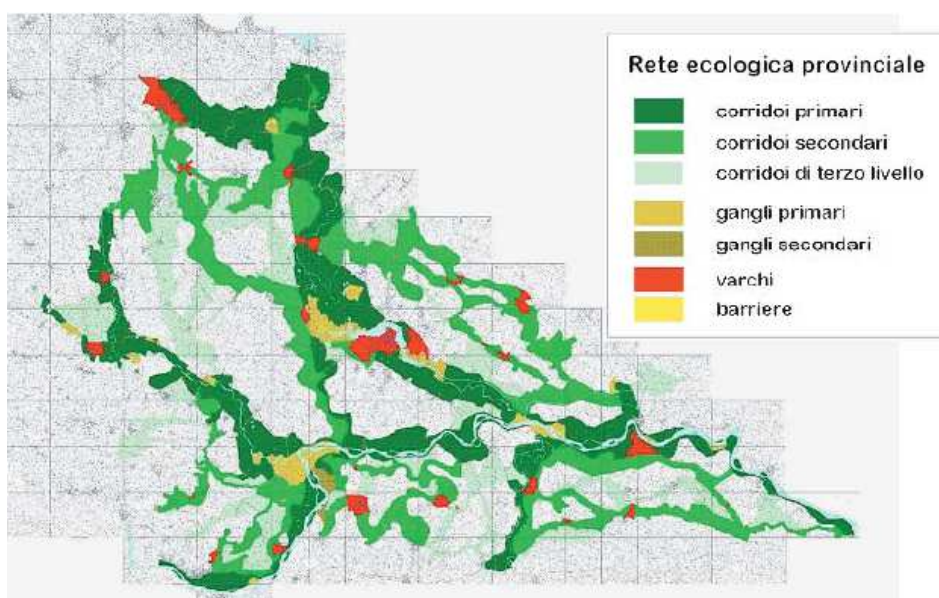 Rete ecologica provinciale
corridoi primari
corridoi secondari
corridoi di terzo livello
gangli primari
gangli secondari
varchi
barriere